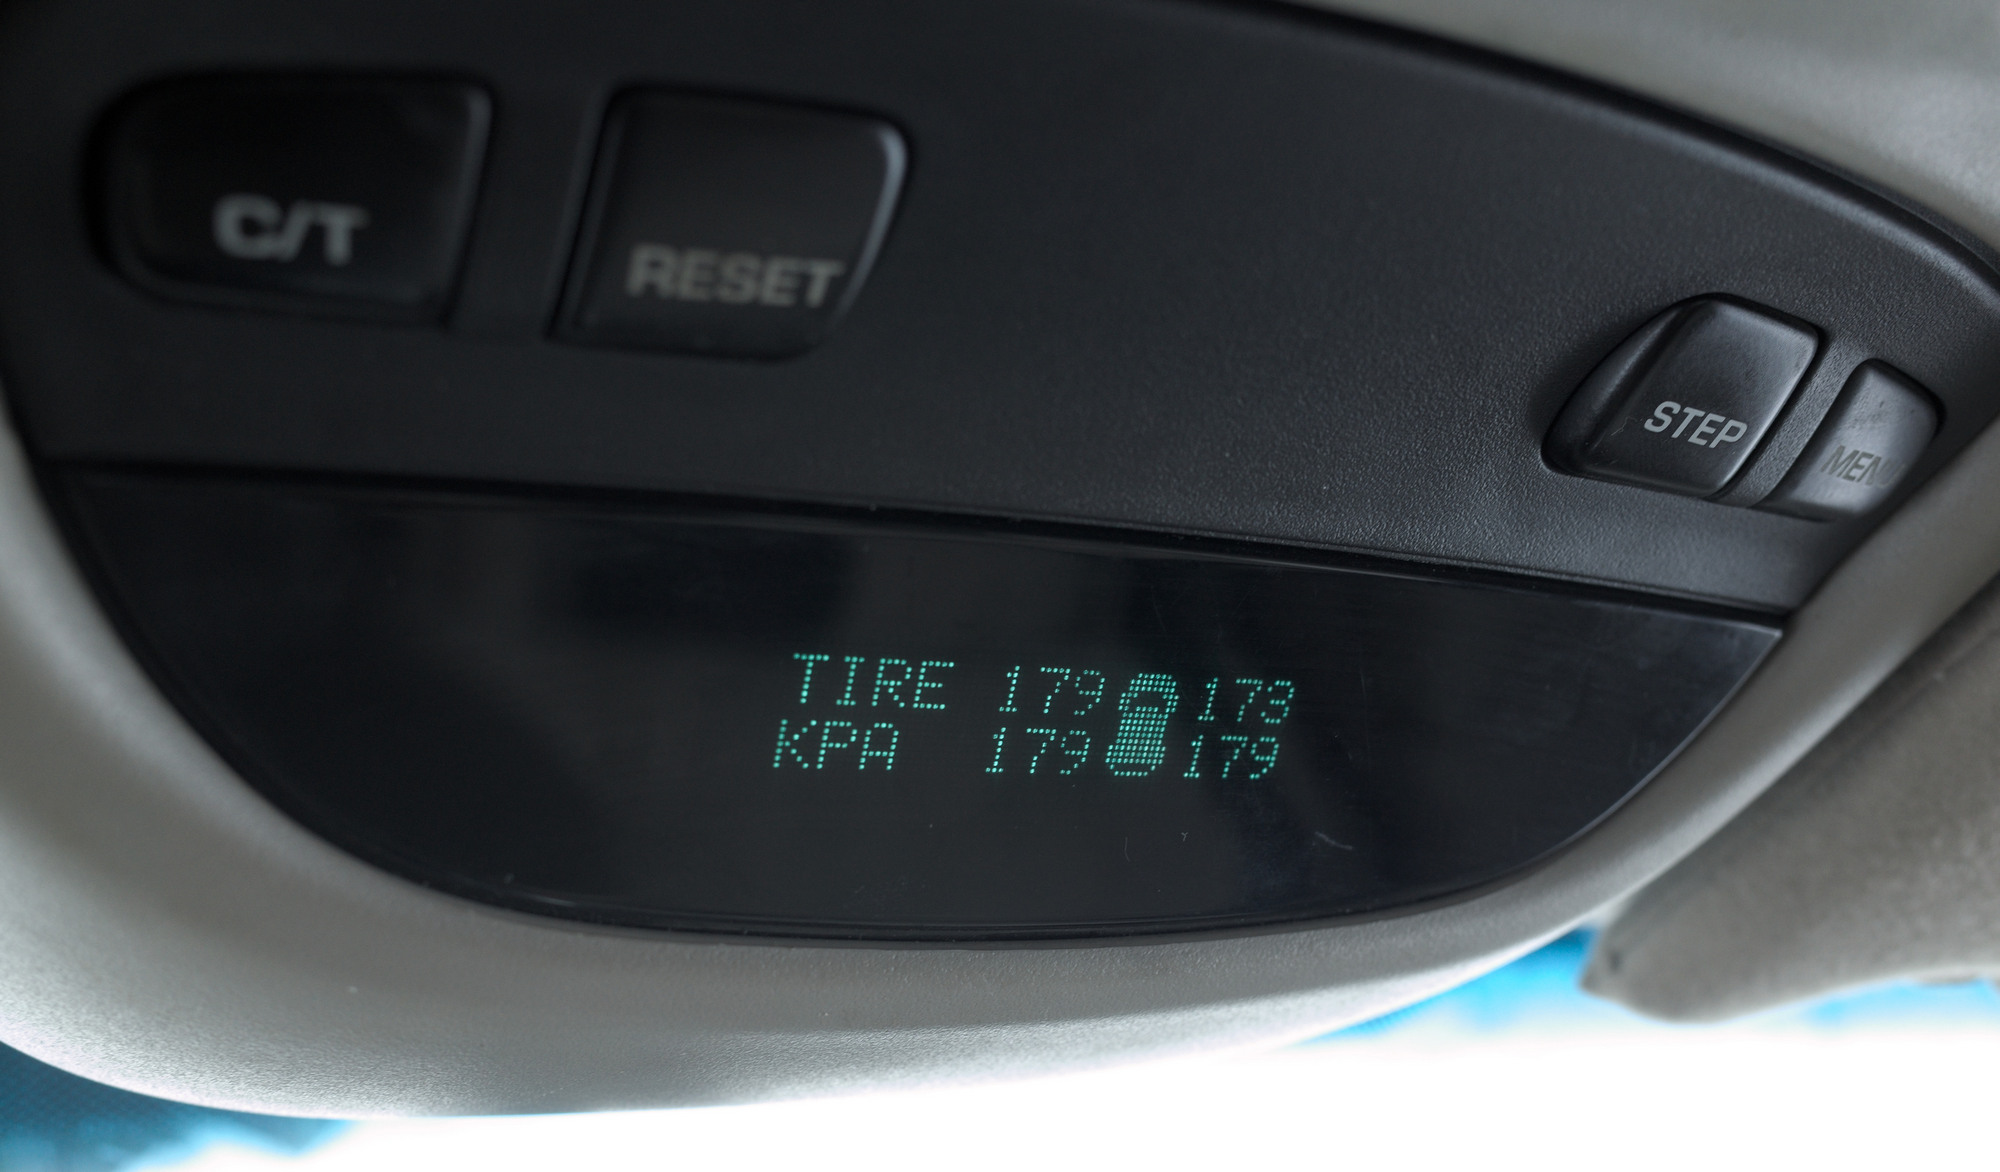 C/T
RESET
STEP
MENU
TIRE 179 173
KPA 179 179